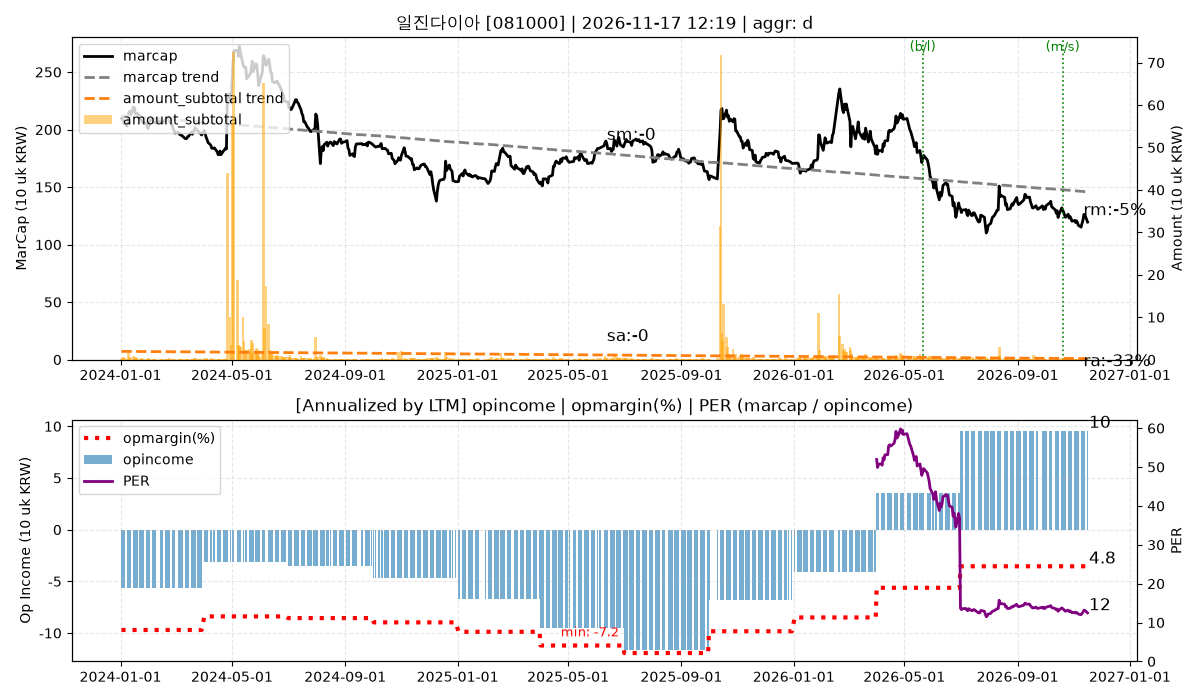 일진다이아 [081000] | 2026-11-17 12:19 | aggr: d
marcap
marcap trend
amount_subtotal trend
amount_subtotal
(b/l)
(m/s)
sm:-0
rm:-5%
sa:-0
ra:-33%
MarCap (10 uk KRW)
250
200
150
100
50
0
Amount (10 uk KRW)
70
60
50
40
30
20
10
0
2024-01-01 2024-05-01 2024-09-01 2025-01-01 2025-05-01 2025-09-01 2026-01-01 2026-05-01 2026-09-01 2027-01-01
[Annualized by LTM] opincome | opmargin(%) | PER (marcap / opincome)
opmargin(%)
opincome
PER
10
4.8
12
min: -7.2
Op Income (10 uk KRW)
10
5
0
-5
-10
PER
60
50
40
30
20
10
0
2024-01-01 2024-05-01 2024-09-01 2025-01-01 2025-05-01 2025-09-01 2026-01-01 2026-05-01 2026-09-01 2027-01-01